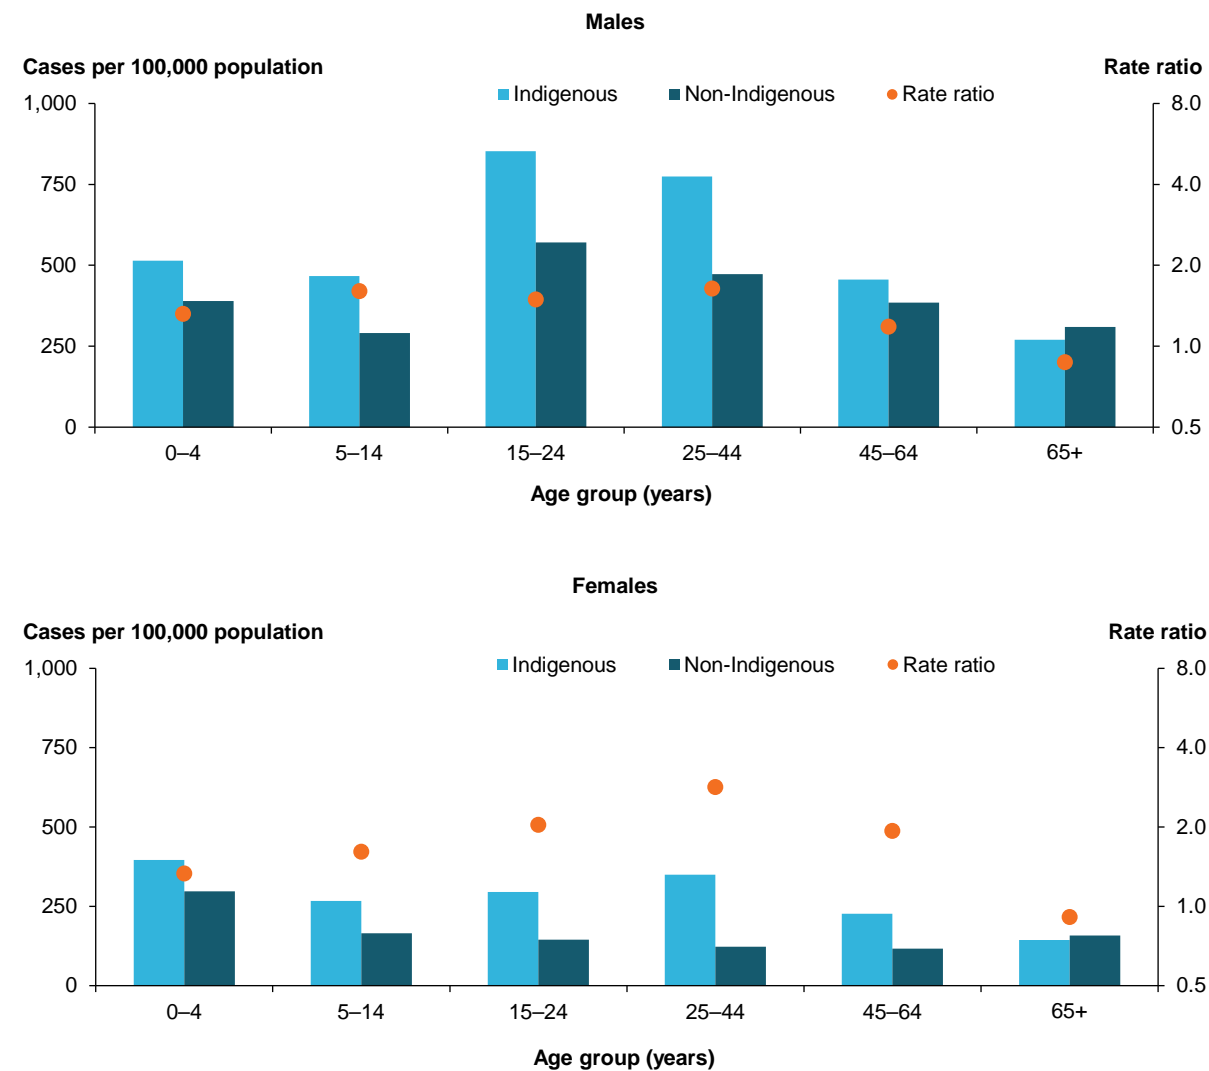 Males
Cases per 100,000 population Rate ratio
Indigenous Non-Indigenous Rate ratio
1,000 8.0
750 4.0
500 2.0
250 1.0
0 0.5
0–4 5–14 15–24 25–44 45–64 65+
Age group (years)
Females
Cases per 100,000 population Rate ratio
Indigenous Non-Indigenous Rate ratio
1,000 8.0
750 4.0
500 2.0
250 1.0
0 0.5
0–4 5–14 15–24 25–44 45–64 65+
Age group (years)